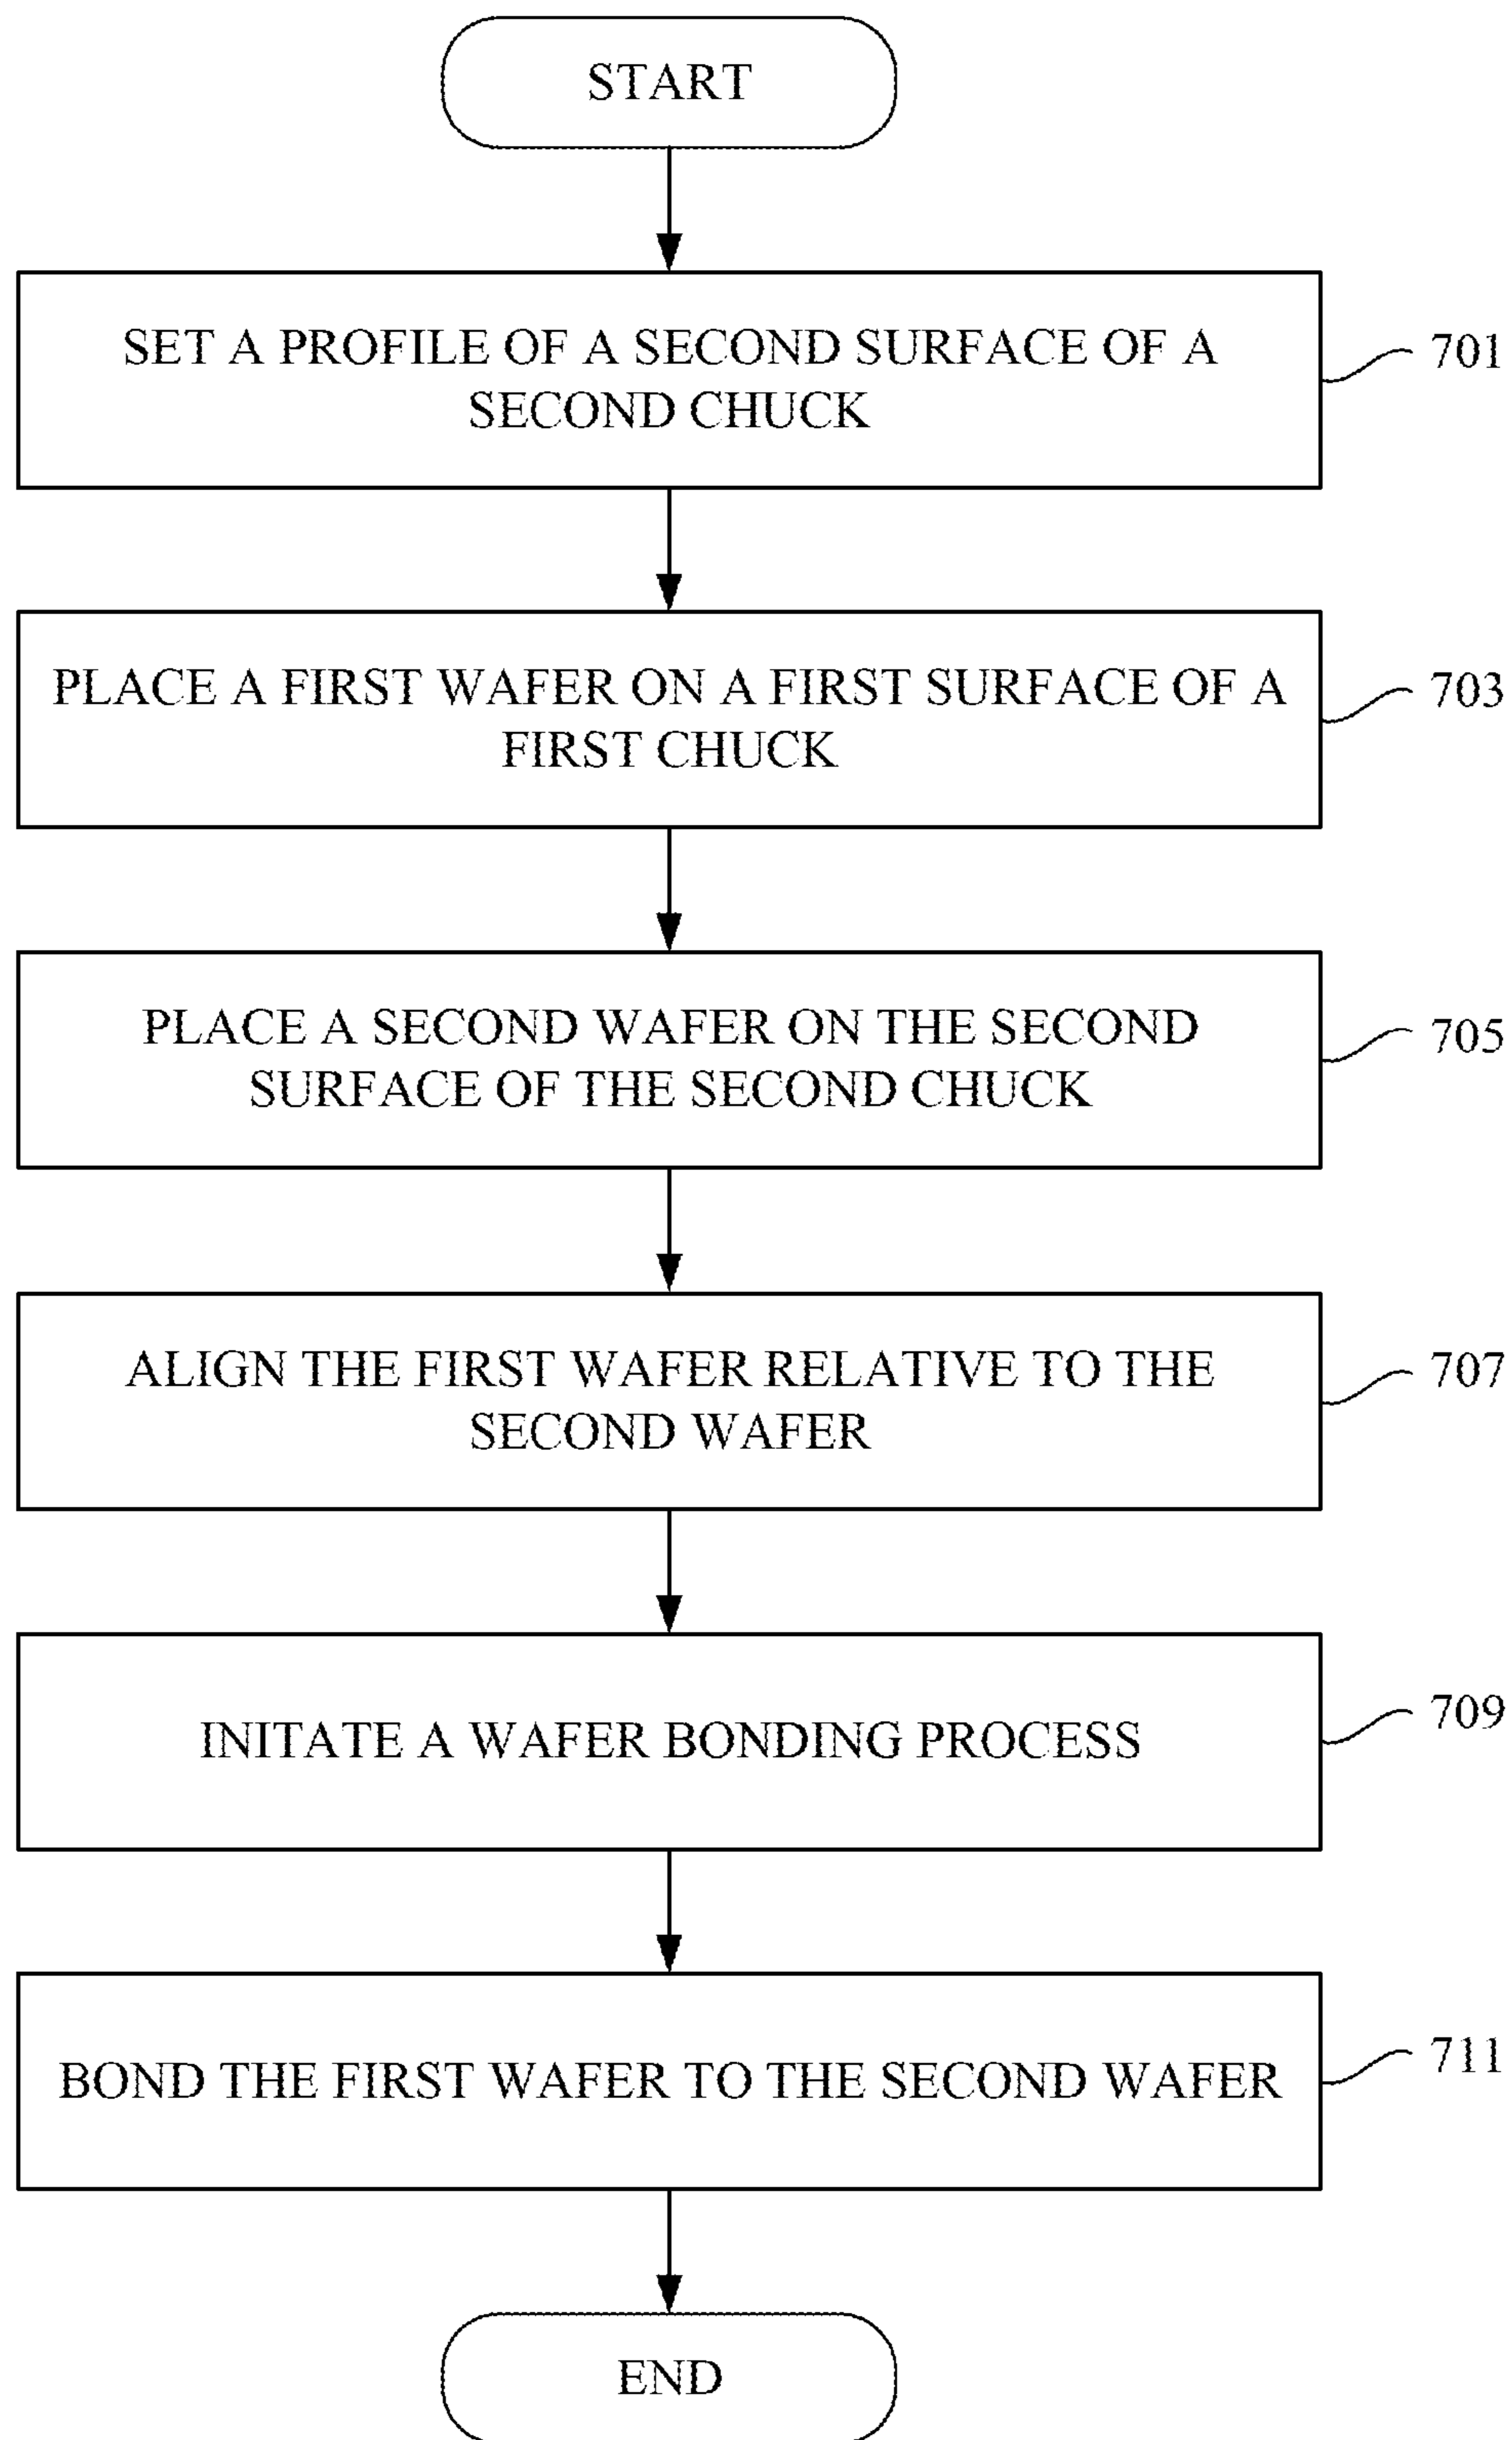 START
SET A PROFILE OF A SECOND SURFACE OF A
SECOND CHUCK
701
PLACE A FIRST WAFER ON A FIRST SURFACE OF A
FIRST CHUCK
703
PLACE A SECOND WAFER ON THE SECOND
SURFACE OF THE SECOND CHUCK
705
ALIGN THE FIRST WAFER RELATIVE TO THE
SECOND WAFER
707
INITATE A WAFER BONDING PROCESS
709
BOND THE FIRST WAFER TO THE SECOND WAFER
711
END